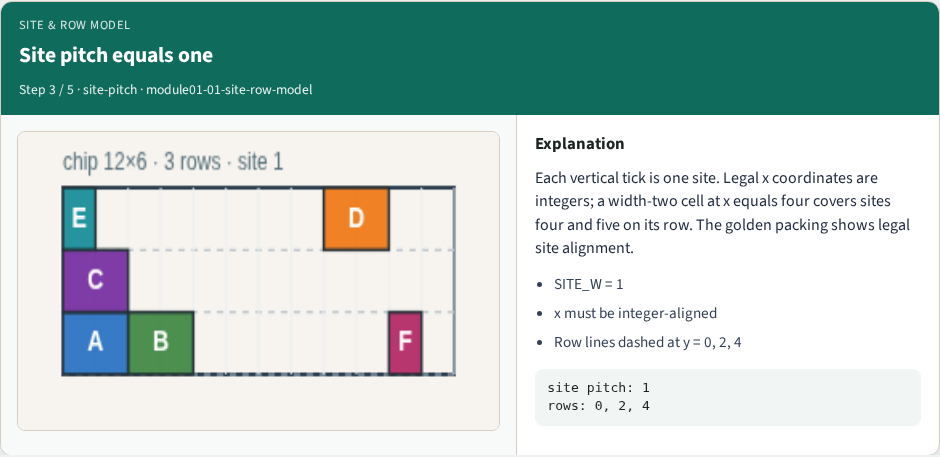 SITE & ROW MODEL
Site pitch equals one
Step 3 / 5 · site-pitch · module01-01-site-row-model
chip 12×6 · 3 rows · site 1
E
D
C
A
B
F
Explanation
Each vertical tick is one site. Legal x coordinates are
integers; a width-two cell at x equals four covers sites
four and five on its row. The golden packing shows legal
site alignment.
• SITE_W = 1
• x must be integer-aligned
• Row lines dashed at y = 0, 2, 4
site pitch: 1
rows: 0, 2, 4